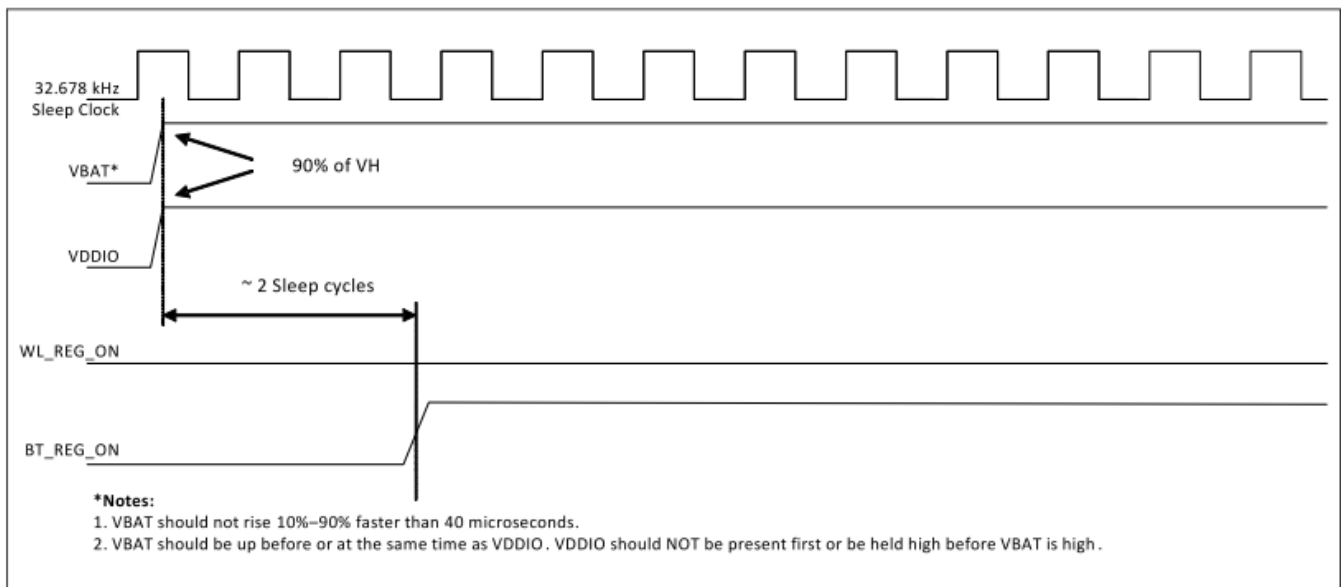 32.678 kHz
Sleep Clock
VBAT*
90% of VH
VDDIO
~ 2 Sleep cycles
WL_REG_ON
BT_REG_ON
*Notes:
1. VBAT should not rise 10%–90% faster than 40 microseconds.
2. VBAT should be up before or at the same time as VDDIO. VDDIO should NOT be present first or be held high before VBAT is high.